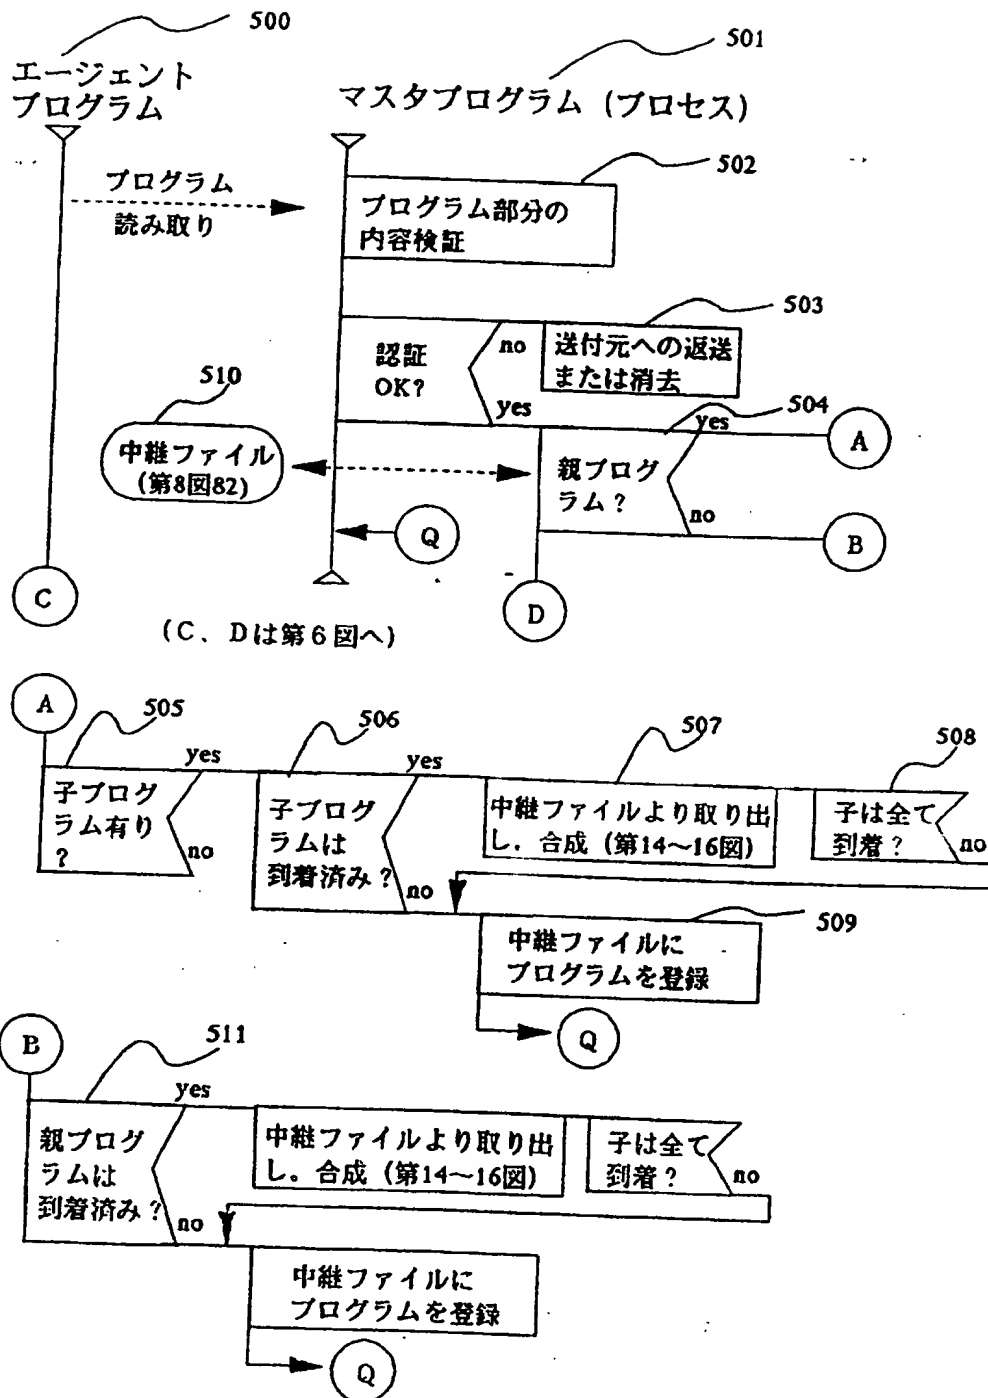 500
エージェント
プログラム
501
マスタプログラム (プロセス)
プログラム
読み取り
502
プログラム部分の
内容検証
503
認証
OK?
no
yes
送付元への返送
または消去
504
510
中継ファイル
(第8図82)
親プログ
ラム?
yes
no
A
B
Q
C
D
(C、Dは第6図へ)
A
505
子プログ
ラム有り
?
yes
no
506
子プログ
ラムは
到着済み?
yes
no
507
中継ファイルより取り出
し。合成 (第14〜16図)
508
子は全て
到着?
no
509
中継ファイルに
プログラムを登録
Q
B
511
親プログ
ラムは
到着済み?
yes
no
中継ファイルより取り出
し。合成 (第14〜16図)
子は全て
到着?
no
中継ファイルに
プログラムを登録
Q